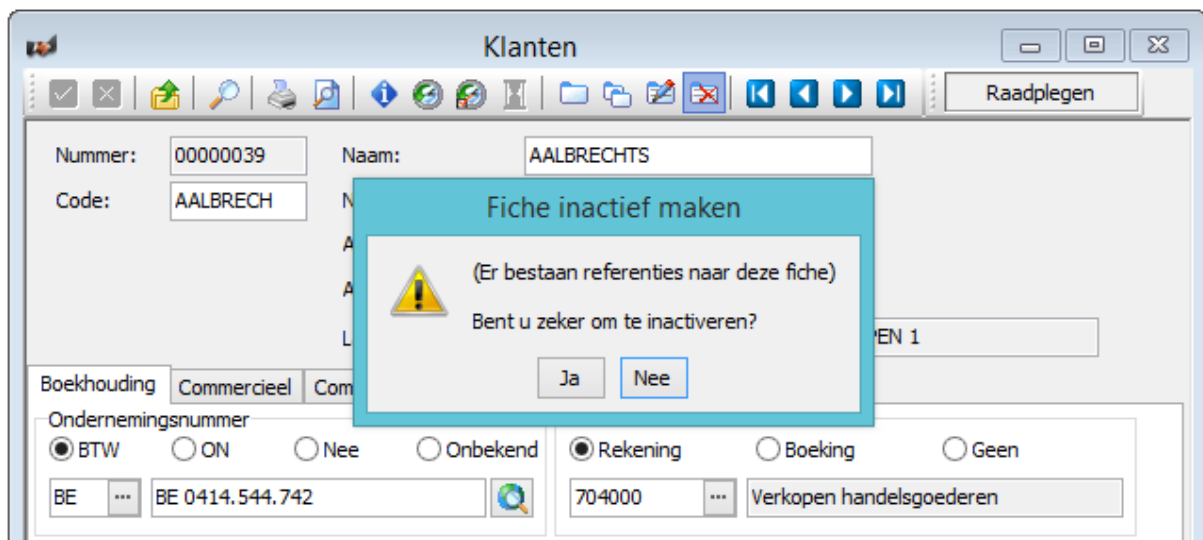 Klanten
Raadplegen
Nummer: 00000039 Naam: AALBRECHTS
Code: AALBRECH N
Fiche inactief maken
A
(Er bestaan referenties naar deze fiche)
A
Bent u zeker om te inactiveren?
L PEN 1
Ja Nee
Boekhouding Commercieel Com
Ondernemingsnummer
BTW ON Nee Onbekend Rekening Boeking Geen
BE ... BE 0414.544.742 704000 ... Verkopen handelsgoederen